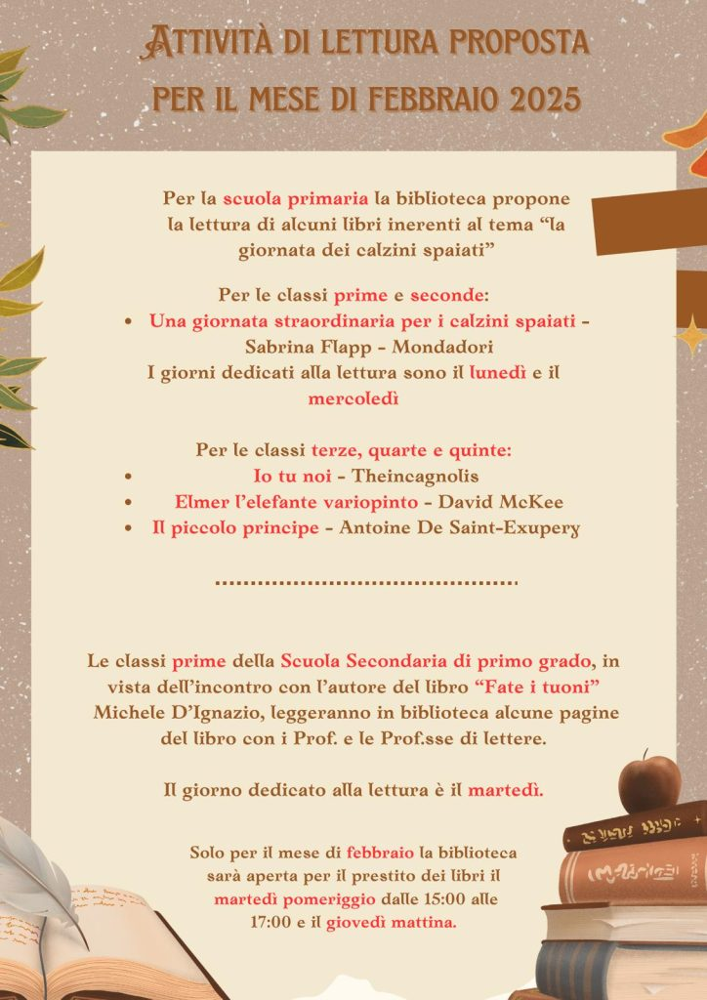 Attività di lettura proposta
per il mese di febbraio 2025
Per la scuola primaria la biblioteca propone
la lettura di alcuni libri inerenti al tema “la
giornata dei calzini spaiati”
Per le classi prime e seconde:
• Una giornata straordinaria per i calzini spaiati -
Sabrina Flapp - Mondadori
I giorni dedicati alla lettura sono il lunedì e il
mercoledì
Per le classi terze, quarte e quinte:
• Io tu noi - Theincagnolis
• Elmer l’elefante variopinto - David McKee
• Il piccolo principe - Antoine De Saint-Exupery
Le classi prime della Scuola Secondaria di primo grado, in
vista dell’incontro con l’autore del libro “Fate i tuoni”
Michele D’Ignazio, leggeranno in biblioteca alcune pagine
del libro con i Prof. e le Prof.sse di lettere.
Il giorno dedicato alla lettura è il martedì.
Solo per il mese di febbraio la biblioteca
sarà aperta per il prestito dei libri il
martedì pomeriggio dalle 15:00 alle
17:00 e il giovedì mattina.